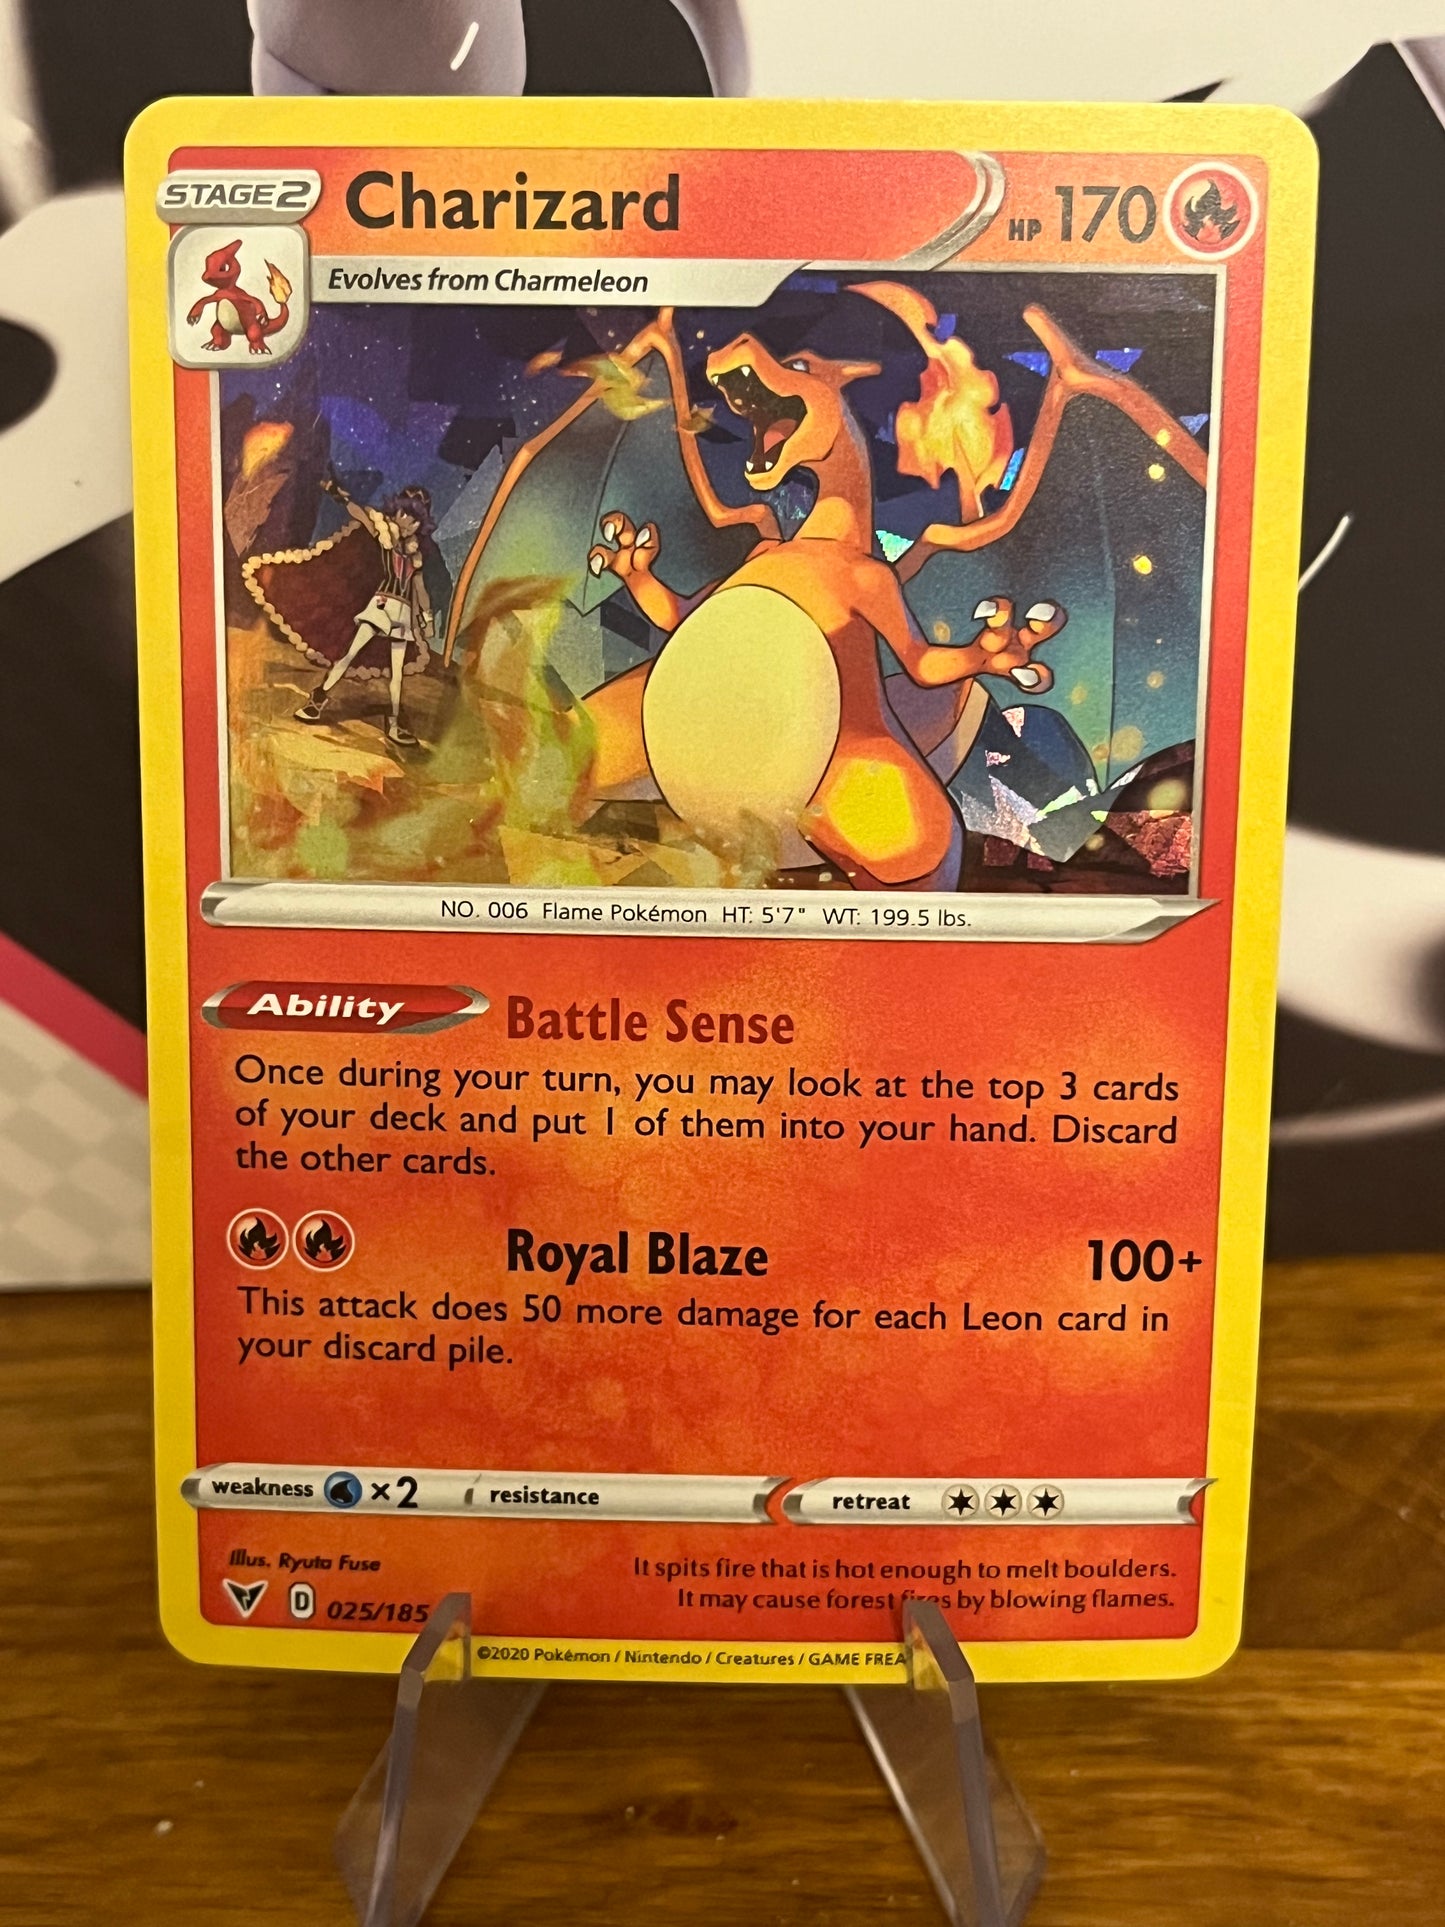 STAGE 2 Charizard HP 170
Evolves from Charmeleon
NO. 006 Flame Pokémon HT: 5'7" WT: 199.5 lbs.
Ability Battle Sense
Once during your turn, you may look at the top 3 cards
of your deck and put 1 of them into your hand. Discard
the other cards.
Royal Blaze 100+
This attack does 50 more damage for each Leon card in
your discard pile.
weakness ×2 resistance retreat
Illus. Ryuta Fuse
It spits fire that is hot enough to melt boulders.
D 025/185
It may cause forest fires by blowing flames.
©2020 Pokémon / Nintendo / Creatures / GAME FREA